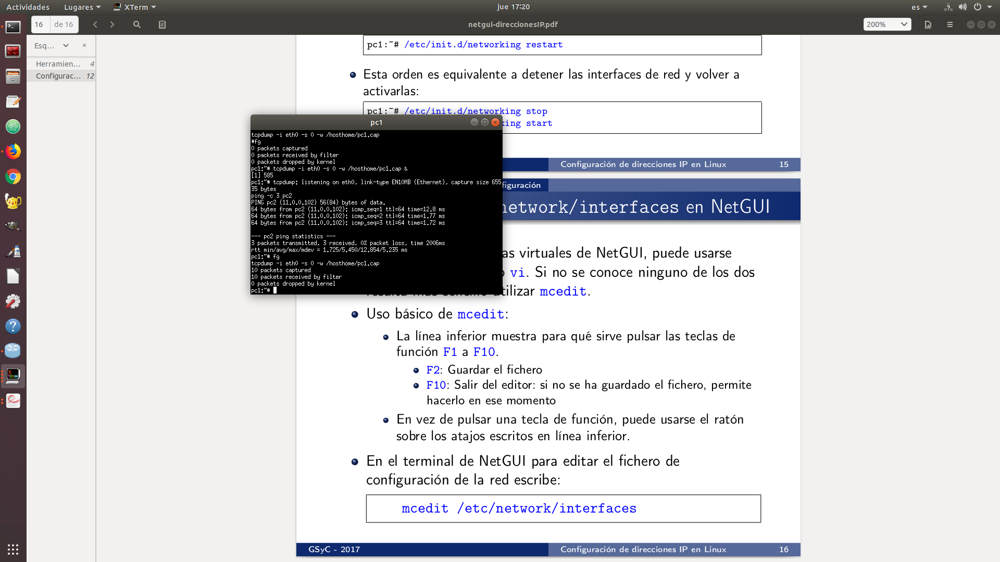 Actividades Lugares XTerm jue 17:20 es
16 de 16 netgui-direccionesIP.pdf 200%
Esq...
Herramien... 4
Configurac... 12
pc1:~# /etc/init.d/networking restart
Esta orden es equivalente a detener las interfaces de red y volver a
activarlas:
pc1:~# /etc/init.d/networking stop
king start
Configuración de direcciones IP en Linux 15
pc1
tcpdump -i eth0 -s 0 -w /hosthome/pc1.cap
#fg
0 packets captured
0 packets received by filter
0 packets dropped by kernel
pc1:~# tcpdump -i eth0 -s 0 -w /hosthome/pc1.cap &
[1] 585
pc1:~# tcpdump: listening on eth0, link-type EN10MB (Ethernet), capture size 655
35 bytes
ping -c 3 pc2
PING pc2 (11.0.0.102) 56(84) bytes of data.
64 bytes from pc2 (11.0.0.102): icmp_seq=1 ttl=64 time=12.8 ms
64 bytes from pc2 (11.0.0.102): icmp_seq=2 ttl=64 time=1.77 ms
64 bytes from pc2 (11.0.0.102): icmp_seq=3 ttl=64 time=1.72 ms
--- pc2 ping statistics ---
3 packets transmitted, 3 received, 0% packet loss, time 2006ms
rtt min/avg/max/mdev = 1.725/5.450/12.854/5.235 ms
pc1:~# fg
tcpdump -i eth0 -s 0 -w /hosthome/pc1.cap
10 packets captured
10 packets received by filter
0 packets dropped by kernel
pc1:~#
figuración
network/interfaces en NetGUI
as virtuales de NetGUI, puede usarse
vi. Si no se conoce ninguno de los dos
utilizar mcedit.
Uso básico de mcedit:
La línea inferior muestra para qué sirve pulsar las teclas de
función F1 a F10.
F2: Guardar el fichero
F10: Salir del editor: si no se ha guardado el fichero, permite
hacerlo en ese momento
En vez de pulsar una tecla de función, puede usarse el ratón
sobre los atajos escritos en línea inferior.
En el terminal de NetGUI para editar el fichero de
configuración de la red escribe:
mcedit /etc/network/interfaces
GSyC - 2017 Configuración de direcciones IP en Linux 16